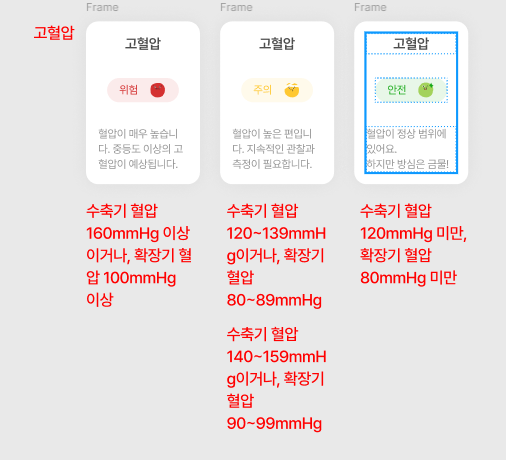 Frame
Frame
Frame
고혈압
고혈압
위험
혈압이 매우 높습니
다. 중등도 이상의 고
혈압이 예상됩니다.
고혈압
주의
혈압이 높은 편입니
다. 지속적인 관찰과
측정이 필요합니다.
고혈압
안전
혈압이 정상 범위에
있어요.
하지만 방심은 금물!
수축기 혈압
160mmHg 이상
이거나, 확장기 혈
압 100mmHg
이상
수축기 혈압
120~139mmH
g이거나, 확장기
혈압
80~89mmHg
수축기 혈압
140~159mmH
g이거나, 확장기
혈압
90~99mmHg
수축기 혈압
120mmHg 미만,
확장기 혈압
80mmHg 미만